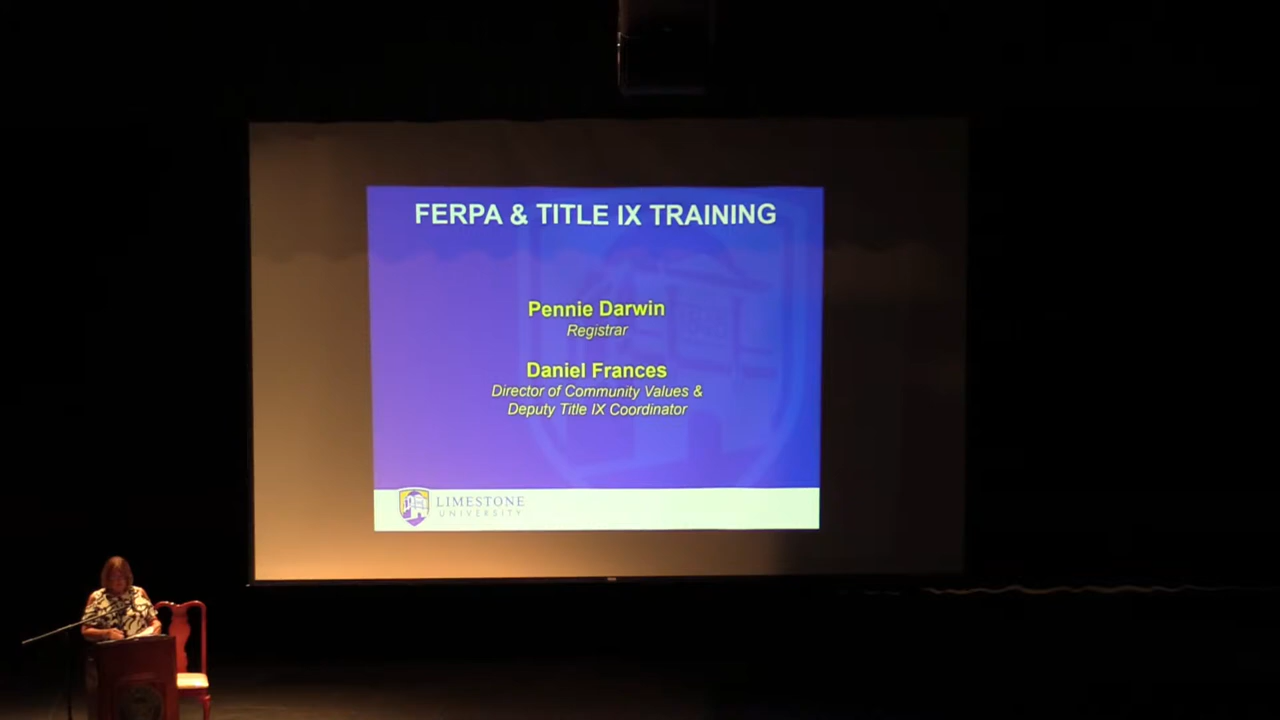 FERPA & TITLE IX TRAINING
Pennie Darwin
Registrar
Daniel Frances
Director of Community Values &
Deputy Title IX Coordinator
LIMESTONE
UNIVERSITY